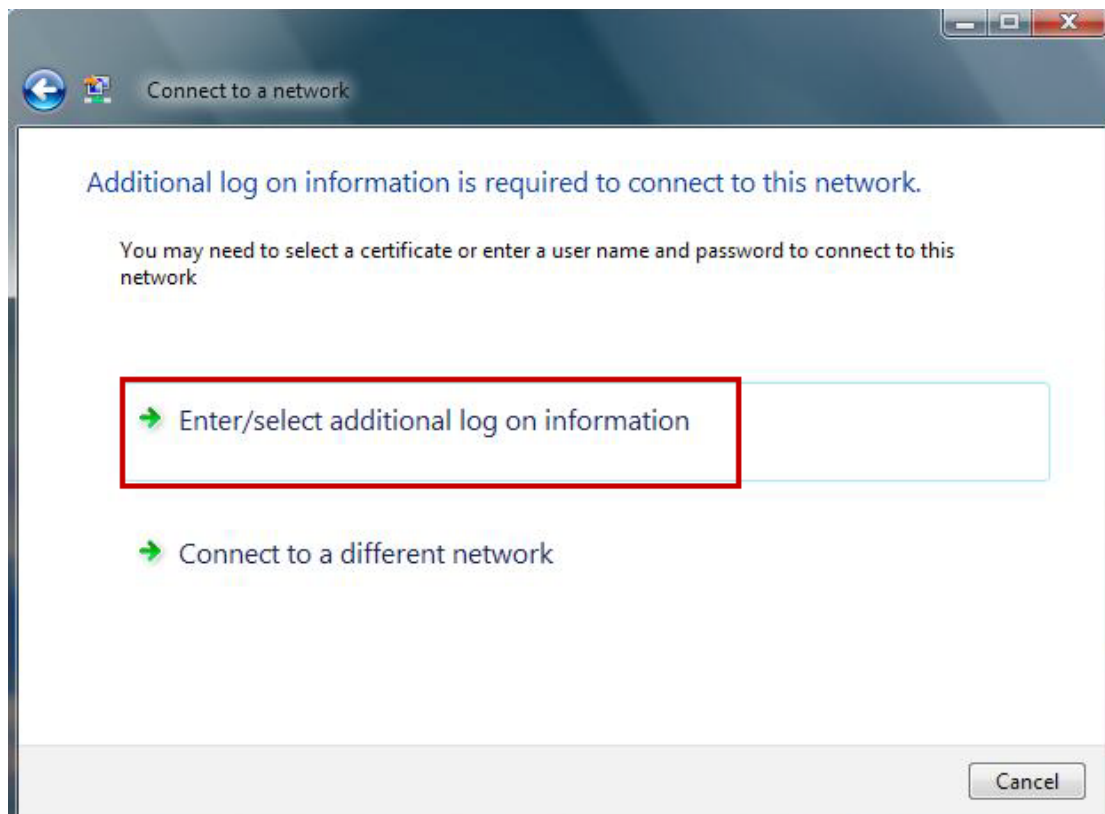 Connect to a network
Additional log on information is required to connect to this network.
You may need to select a certificate or enter a user name and password to connect to this
network
Enter/select additional log on information
Connect to a different network
Cancel